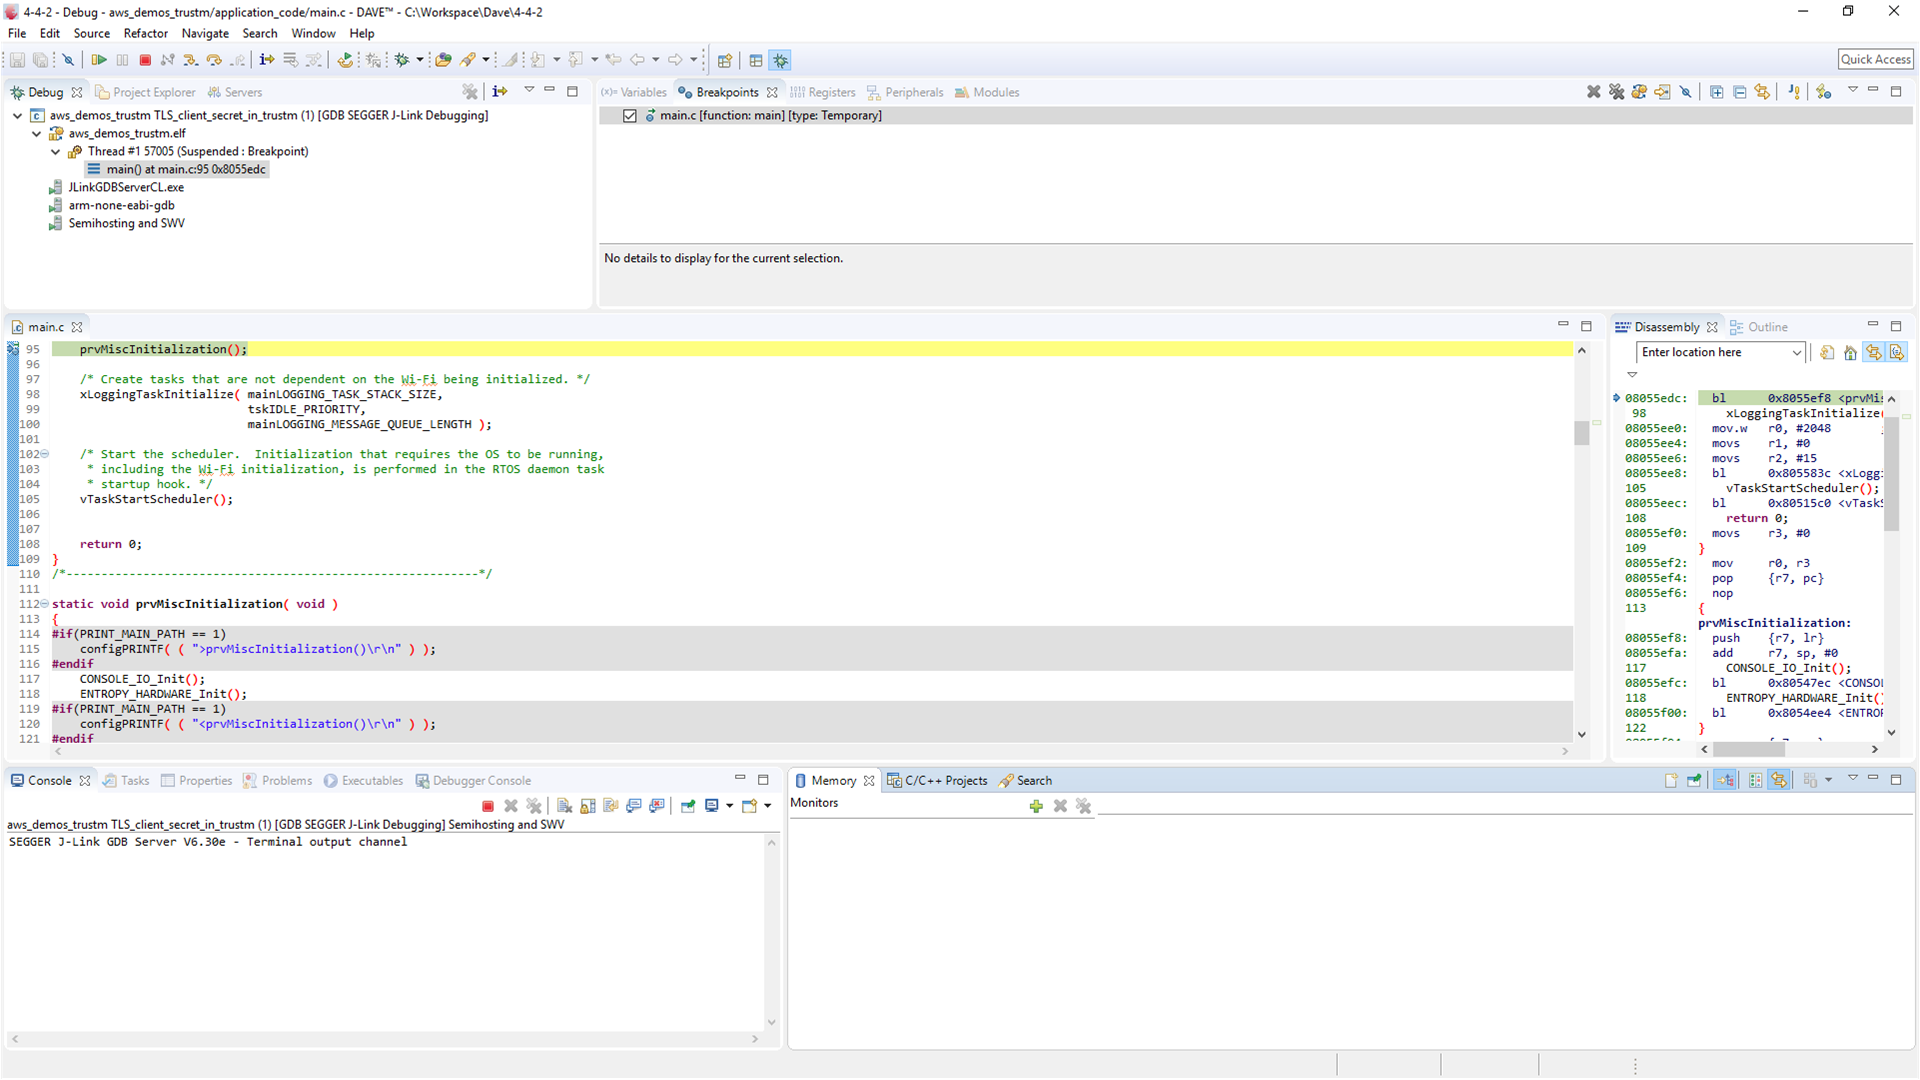 4-4-2 - Debug - aws_demos_trustm/application_code/main.c - DAVE™ - C:\Workspace\Dave\4-4-2
File Edit Source Refactor Navigate Search Window Help
Quick Access
Debug Project Explorer Servers
aws_demos_trustm TLS_client_secret_in_trustm (1) [GDB SEGGER J-Link Debugging]
aws_demos_trustm.elf
Thread #1 57005 (Suspended : Breakpoint)
main() at main.c:95 0x8055edc
JLinkGDBServerCL.exe
arm-none-eabi-gdb
Semihosting and SWV
(x)= Variables Breakpoints Registers Peripherals Modules
main.c [function: main] [type: Temporary]
No details to display for the current selection.
main.c
95 prvMiscInitialization();
96
97 /* Create tasks that are not dependent on the Wi-Fi being initialized. */
98 xLoggingTaskInitialize( mainLOGGING_TASK_STACK_SIZE,
99 tskIDLE_PRIORITY,
100 mainLOGGING_MESSAGE_QUEUE_LENGTH );
101
102 /* Start the scheduler.  Initialization that requires the OS to be running,
103 * including the Wi-Fi initialization, is performed in the RTOS daemon task
104 * startup hook. */
105 vTaskStartScheduler();
106
107
108 return 0;
109 }
110 /*-----------------------------------------------------------*/
111
112 static void prvMiscInitialization( void )
113 {
114 #if(PRINT_MAIN_PATH == 1)
115 configPRINTF( ( ">prvMiscInitialization()\r\n" ) );
116 #endif
117 CONSOLE_IO_Init();
118 ENTROPY_HARDWARE_Init();
119 #if(PRINT_MAIN_PATH == 1)
120 configPRINTF( ( "<prvMiscInitialization()\r\n" ) );
121 #endif
Disassembly Outline
Enter location here
08055edc: bl 0x8055ef8 <prvMis
98 xLoggingTaskInitialize(
08055ee0: mov.w r0, #2048
08055ee4: movs r1, #0
08055ee6: movs r2, #15
08055ee8: bl 0x805583c <xLoggi
105 vTaskStartScheduler();
08055eec: bl 0x80515c0 <vTaskS
108 return 0;
08055ef0: movs r3, #0
109 }
08055ef2: mov r0, r3
08055ef4: pop {r7, pc}
08055ef6: nop
113 {
prvMiscInitialization:
08055ef8: push {r7, lr}
08055efa: add r7, sp, #0
117 CONSOLE_IO_Init();
08055efc: bl 0x80547ec <CONSOL
118 ENTROPY_HARDWARE_Init()
08055f00: bl 0x8054ee4 <ENTROP
122 }
Console Tasks Properties Problems Executables Debugger Console
aws_demos_trustm TLS_client_secret_in_trustm (1) [GDB SEGGER J-Link Debugging] Semihosting and SWV
SEGGER J-Link GDB Server V6.30e - Terminal output channel
Memory C/C++ Projects Search
Monitors